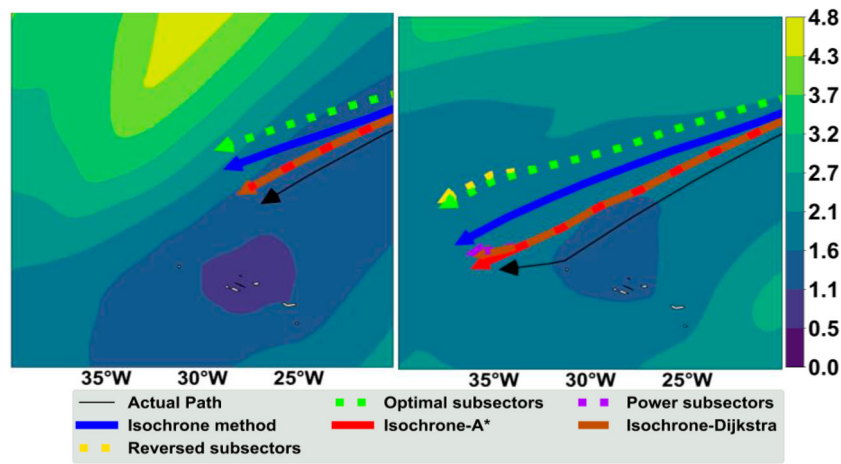 4.8
4.3
3.7
3.2
2.7
2.1
1.6
1.1
0.5
0.0
35°W 30°W 25°W
35°W 30°W 25°W
Actual Path Optimal subsectors Power subsectors
Isochrone method Isochrone-A* Isochrone-Dijkstra
Reversed subsectors